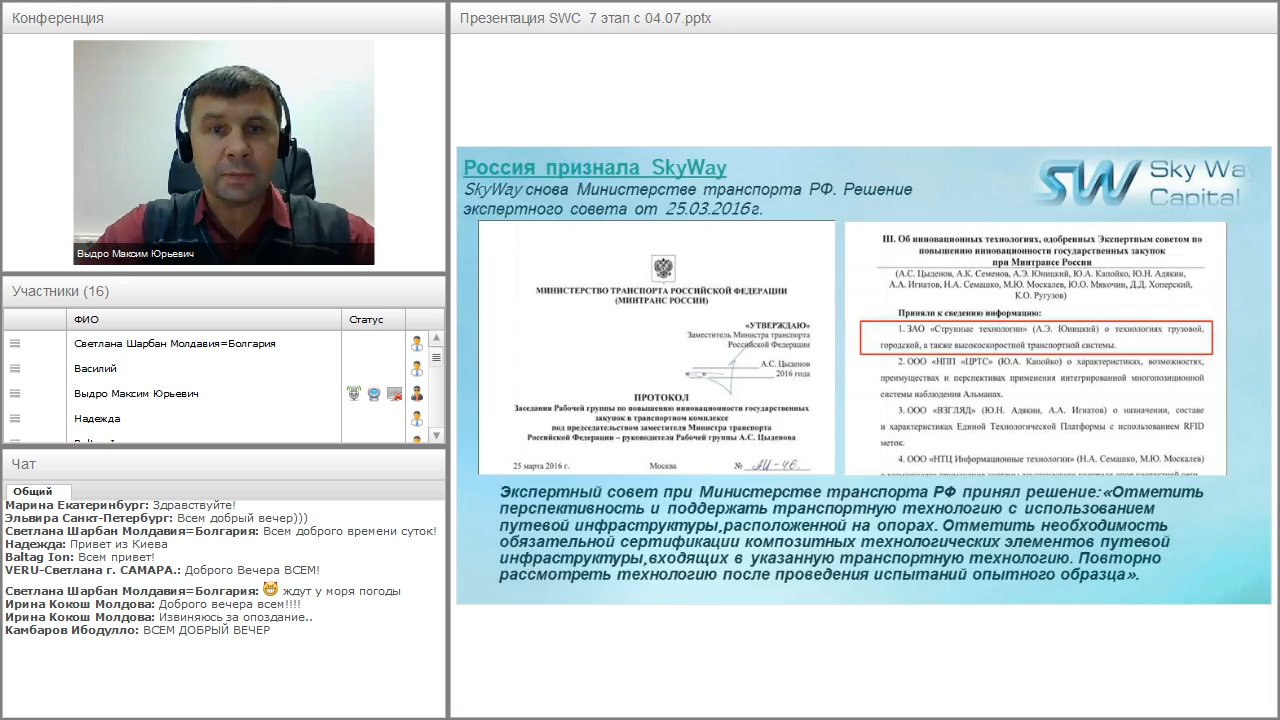 Конференция
Выдро Максим Юрьевич
Участники (16)
ФИО
Статус
Светлана Шарбан Молдавия=Болгария
Василий
Выдро Максим Юрьевич
Надежда
Чат
Общий
Марина Екатеринбург: Здравствуйте!
Эльвира Санкт-Петербург: Всем добрый вечер)))
Светлана Шарбан Молдавия=Болгария: Всем доброго времени суток!
Надежда: Привет из Киева
Baltag Ion: Всем привет!
VERU-Светлана г. САМАРА.: Доброго Вечера ВСЕМ!
Светлана Шарбан Молдавия=Болгария: ждут у моря погоды
Ирина Кокош Молдова: Доброго вечера всем!!!!
Ирина Кокош Молдова: Извиняюсь за опоздание..
Камбаров Ибодулло: ВСЕМ ДОБРЫЙ ВЕЧЕР
Презентация SWC 7 этап с 04.07.pptx
Россия признала SkyWay
SkyWay снова Министерстве транспорта РФ. Решение
экспертного совета от 25.03.2016г.
SW Sky Way
Capital
МИНИСТЕРСТВО ТРАНСПОРТА РОССИЙСКОЙ ФЕДЕРАЦИИ
(МИНТРАНС РОССИИ)
«УТВЕРЖДАЮ»
Заместитель Министра транспорта
Российской Федерации
А.С. Цыденов
2016 года
ПРОТОКОЛ
Заседания Рабочей группы по повышению инновационности государственных
закупок в транспортном комплексе
под председательством заместителя Министра транспорта
Российской Федерации – руководителя Рабочей группы А.С. Цыденова
25 марта 2016 г. Москва № АЦ-46.
III. Об инновационных технологиях, одобренных Экспертным советом по
повышению инновационности государственных закупок
при Минтрансе России
(А.С. Цыденов, А.К. Семенов, А.Э. Юницкий, Ю.А. Капойко, Ю.Н. Адякин,
А.А. Игнатов, Н.А. Семашко, М.Ю. Москалев, Ю.О. Мякочин, Д.Д. Хоперский,
К.О. Ругузов)
Приняли к сведению информацию:
1. ЗАО «Струнные технологии» (А.Э. Юницкий) о технологиях грузовой,
городской, а также высокоскоростной транспортной системы.
2. ООО «НПП «ЦРТС» (Ю.А. Капойко) о характеристиках, возможностях,
преимуществах и перспективах применения интегрированной многопозиционной
системы наблюдения Альманах.
3. ООО «ВЗГЛЯД» (Ю.Н. Адякин, А.А. Игнатов) о назначении, составе
и характеристиках Единой Технологической Платформы с использованием RFID
меток.
4. ООО «НТЦ Информационные технологии» (Н.А. Семашко, М.Ю. Москалев)
Экспертный совет при Министерстве транспорта РФ принял решение:«Отметить
перспективность и поддержать транспортную технологию с использованием
путевой инфраструктуры,расположенной на опорах. Отметить необходимость
обязательной сертификации композитных технологических элементов путевой
инфраструктуры,входящих в указанную транспортную технологию. Повторно
рассмотреть технологию после проведения испытаний опытного образца».